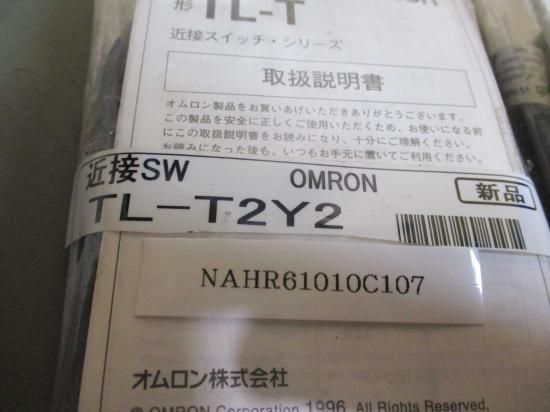 形 TL-T
近接スイッチ・シリーズ
取扱説明書
オムロン製品をお買いあげいただきありがとうございます。
この製品を安全に正しくご使用いただくため、お使いになる前
にこの取扱説明書をお読みになり、十分にご理解ください。
お読みになった後も、いつもお手元に置いてご利用ください。
近接SW OMRON 新品
TL-T2Y2
NAHR61010C107
オムロン株式会社
© OMRON Corporation 1996 All Rights Reserved.